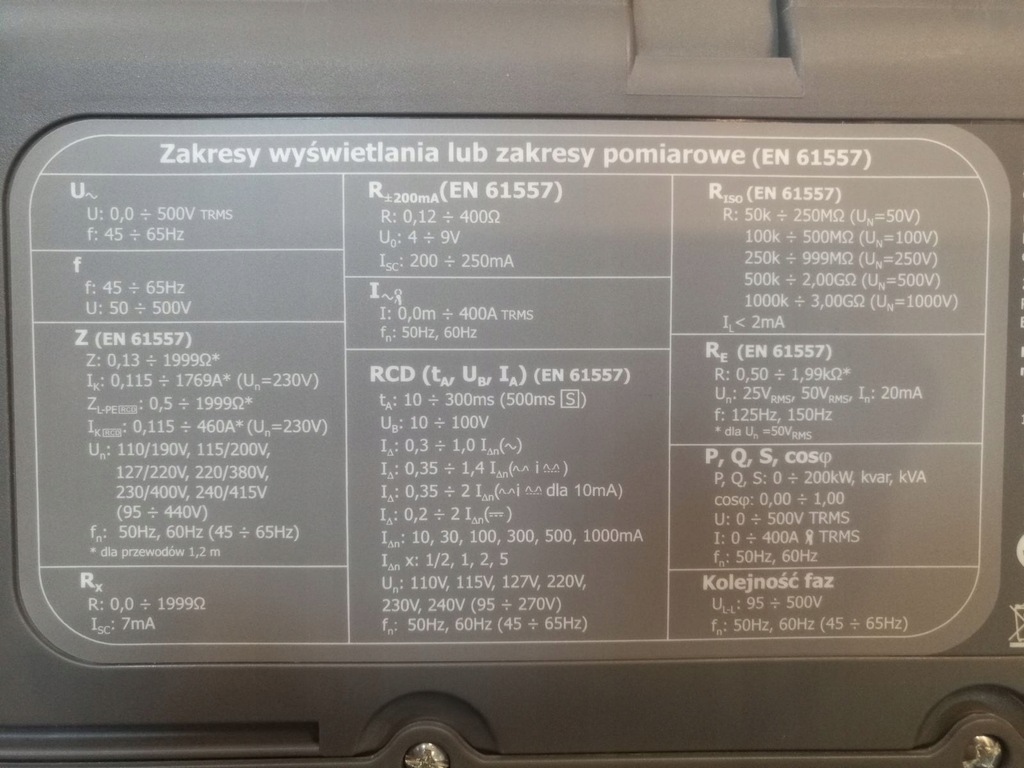 Zakresy wyświetlania lub zakresy pomiarowe (EN 61557)
U~
U: 0,0 ÷ 500V TRMS
f: 45 ÷ 65Hz
f
f: 45 ÷ 65Hz
U: 50 ÷ 500V
Z (EN 61557)
Z: 0,13 ÷ 1999Ω*
IK: 0,115 ÷ 1769A* (Un=230V)
ZL-PE RCD: 0,5 ÷ 1999Ω*
IK RCD: 0,115 ÷ 460A* (Un=230V)
Un: 110/190V, 115/200V,
127/220V, 220/380V,
230/400V, 240/415V
(95 ÷ 440V)
fn: 50Hz, 60Hz (45 ÷ 65Hz)
* dla przewodów 1,2 m
Rx
R: 0,0 ÷ 1999Ω
ISC: 7mA
R±200mA(EN 61557)
R: 0,12 ÷ 400Ω
U0: 4 ÷ 9V
ISC: 200 ÷ 250mA
I~
I: 0,0m ÷ 400A TRMS
fn: 50Hz, 60Hz
RCD (tA, UB, IA) (EN 61557)
tA: 10 ÷ 300ms (500ms S)
UB: 10 ÷ 100V
IΔ: 0,3 ÷ 1,0 IΔn(~)
IΔ: 0,35 ÷ 1,4 IΔn( i )
IΔ: 0,35 ÷ 2 IΔn( i dla 10mA)
IΔ: 0,2 ÷ 2 IΔn(⎓)
IΔn: 10, 30, 100, 300, 500, 1000mA
IΔn x: 1/2, 1, 2, 5
Un: 110V, 115V, 127V, 220V,
230V, 240V (95 ÷ 270V)
fn: 50Hz, 60Hz (45 ÷ 65Hz)
RISO (EN 61557)
R: 50k ÷ 250MΩ (UN=50V)
100k ÷ 500MΩ (UN=100V)
250k ÷ 999MΩ (UN=250V)
500k ÷ 2,00GΩ (UN=500V)
1000k ÷ 3,00GΩ (UN=1000V)
IL< 2mA
RE (EN 61557)
R: 0,50 ÷ 1,99kΩ*
Un: 25VRMS, 50VRMS, In: 20mA
f: 125Hz, 150Hz
* dla Un =50VRMS
P, Q, S, cosφ
P, Q, S: 0 ÷ 200kW, kvar, kVA
cosφ: 0,00 ÷ 1,00
U: 0 ÷ 500V TRMS
I: 0 ÷ 400A TRMS
fn: 50Hz, 60Hz
Kolejność faz
UL-L: 95 ÷ 500V
fn: 50Hz, 60Hz (45 ÷ 65Hz)